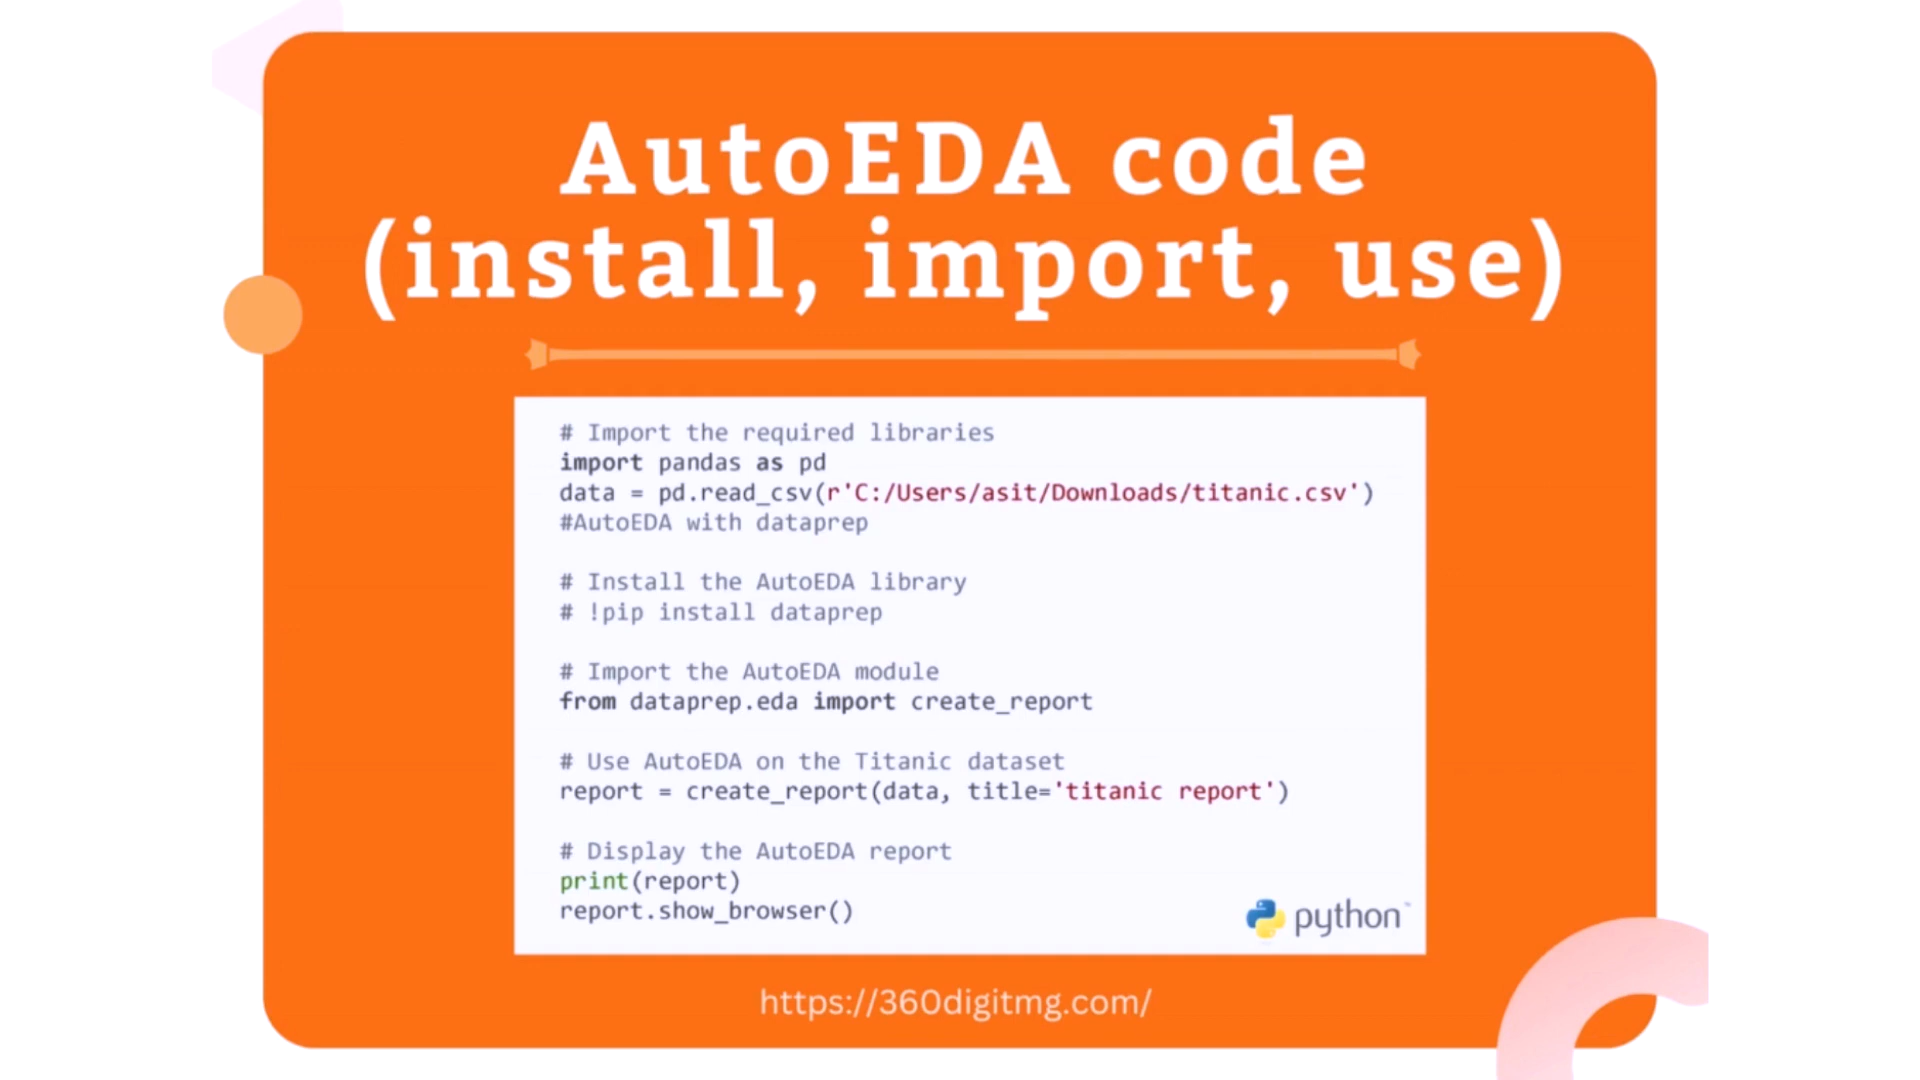 AutoEDA code
(install, import, use)
# Import the required libraries
import pandas as pd
data = pd.read_csv(r'C:/Users/asit/Downloads/titanic.csv')
#AutoEDA with dataprep
# Install the AutoEDA library
# !pip install dataprep
# Import the AutoEDA module
from dataprep.eda import create_report
# Use AutoEDA on the Titanic dataset
report = create_report(data, title='titanic report')
# Display the AutoEDA report
print(report)
report.show_browser()
python
https://360digitmg.com/